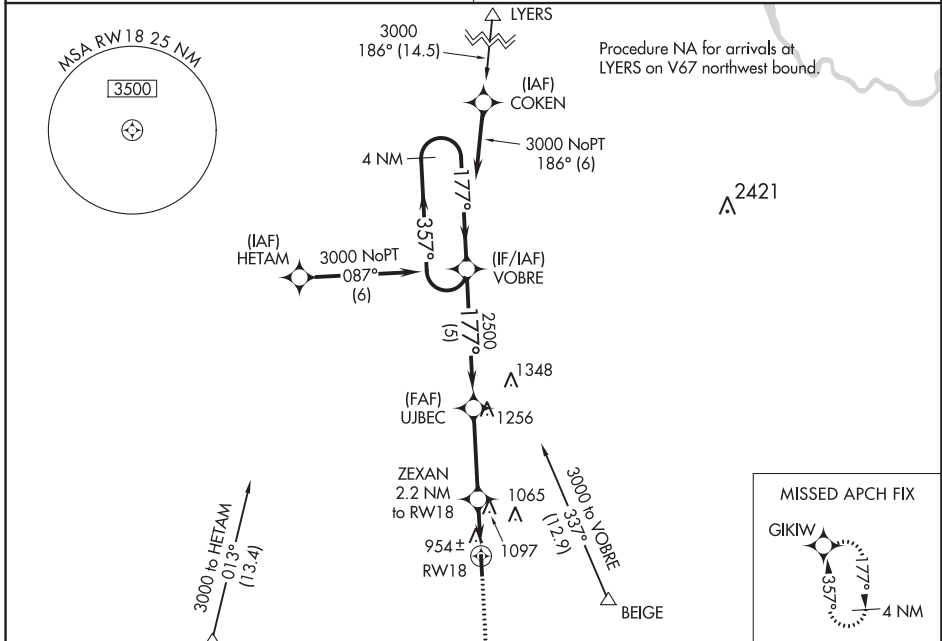 MSA RW18 25 NM
3500
LYERS
3000
186° (14.5)
Procedure NA for arrivals at
LYERS on V67 northwest bound.
(IAF)
COKEN
3000 NoPT
186° (6)
4 NM
177°
357°
2421
(IAF)
HETAM
3000 NoPT
087°
(6)
(IF/IAF)
VOBRE
2500
177°
(5)
1348
(FAF)
UJBEC
1256
ZEXAN
2.2 NM
to RW18
1065
1097
954±
RW18
3000 to HETAM
013°
(13.4)
3000 to VOBRE
337°
(12.9)
BEIGE
MISSED APCH FIX
GIKIW
177°
357°
4 NM